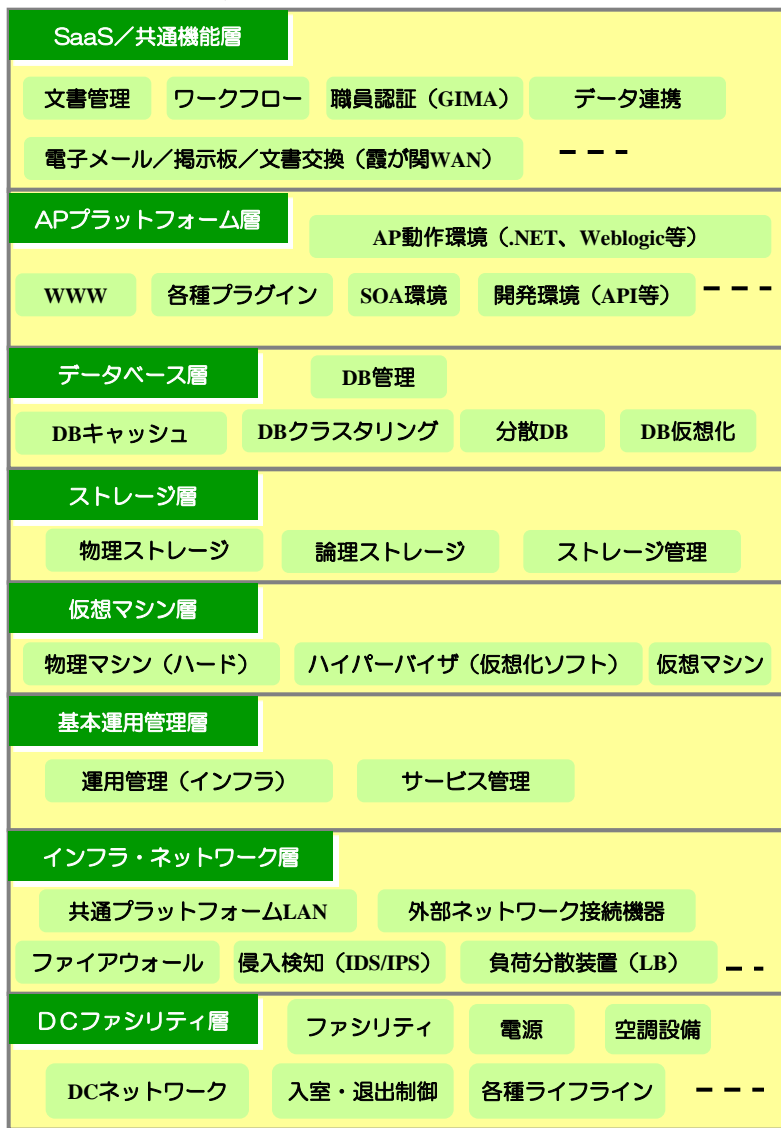 SaaS／共通機能層
文書管理 ワークフロー 職員認証（GIMA） データ連携
電子メール／掲示板／文書交換（霞が関WAN） － － －
APプラットフォーム層
AP動作環境（.NET、Weblogic等）
WWW 各種プラグイン SOA環境 開発環境（API等） － － －
データベース層
DB管理
DBキャッシュ DBクラスタリング 分散DB DB仮想化
ストレージ層
物理ストレージ 論理ストレージ ストレージ管理
仮想マシン層
物理マシン（ハード） ハイパーバイザ（仮想化ソフト） 仮想マシン
基本運用管理層
運用管理（インフラ） サービス管理
インフラ・ネットワーク層
共通プラットフォームLAN 外部ネットワーク接続機器
ファイアウォール 侵入検知（IDS/IPS） 負荷分散装置（LB） － －
ＤＣファシリティ層
ファシリティ 電源 空調設備
DCネットワーク 入室・退出制御 各種ライフライン － － －